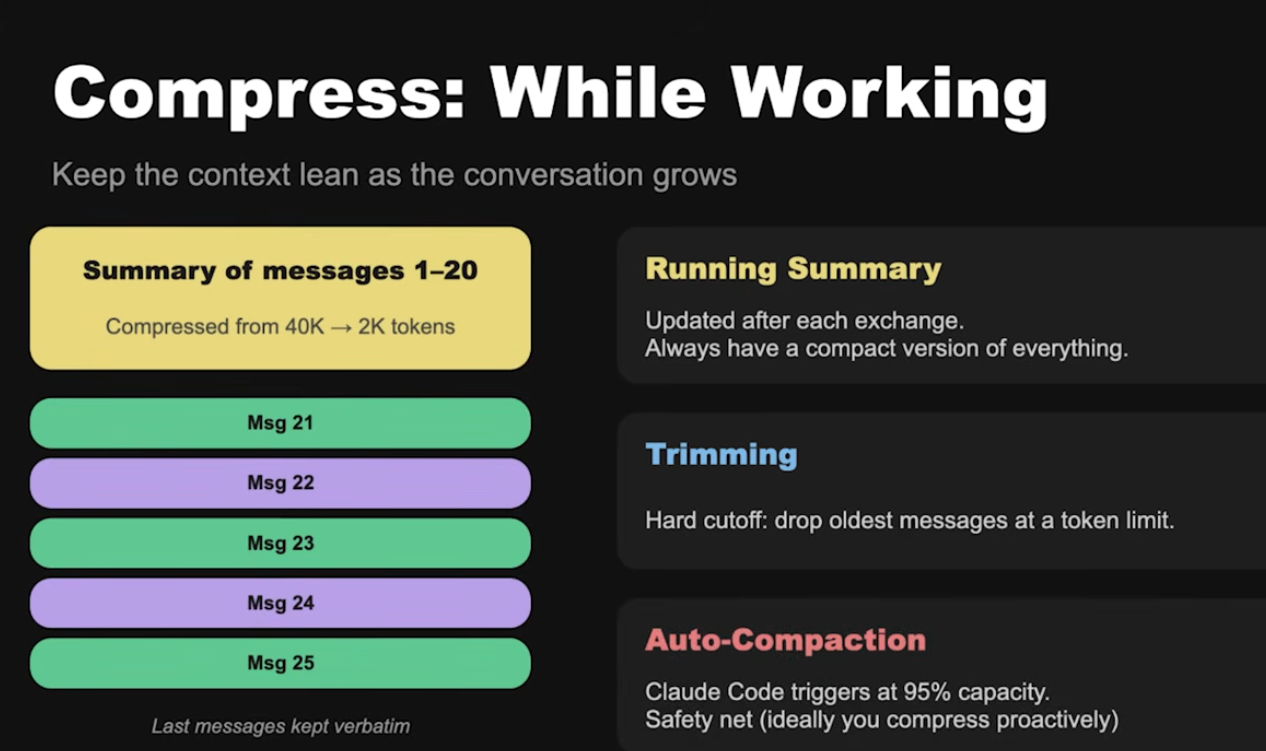 Compress: While Working
Keep the context lean as the conversation grows
Summary of messages 1–20
Compressed from 40K → 2K tokens
Msg 21
Msg 22
Msg 23
Msg 24
Msg 25
Last messages kept verbatim
Running Summary
Updated after each exchange.
Always have a compact version of everything.
Trimming
Hard cutoff: drop oldest messages at a token limit.
Auto-Compaction
Claude Code triggers at 95% capacity.
Safety net (ideally you compress proactively)